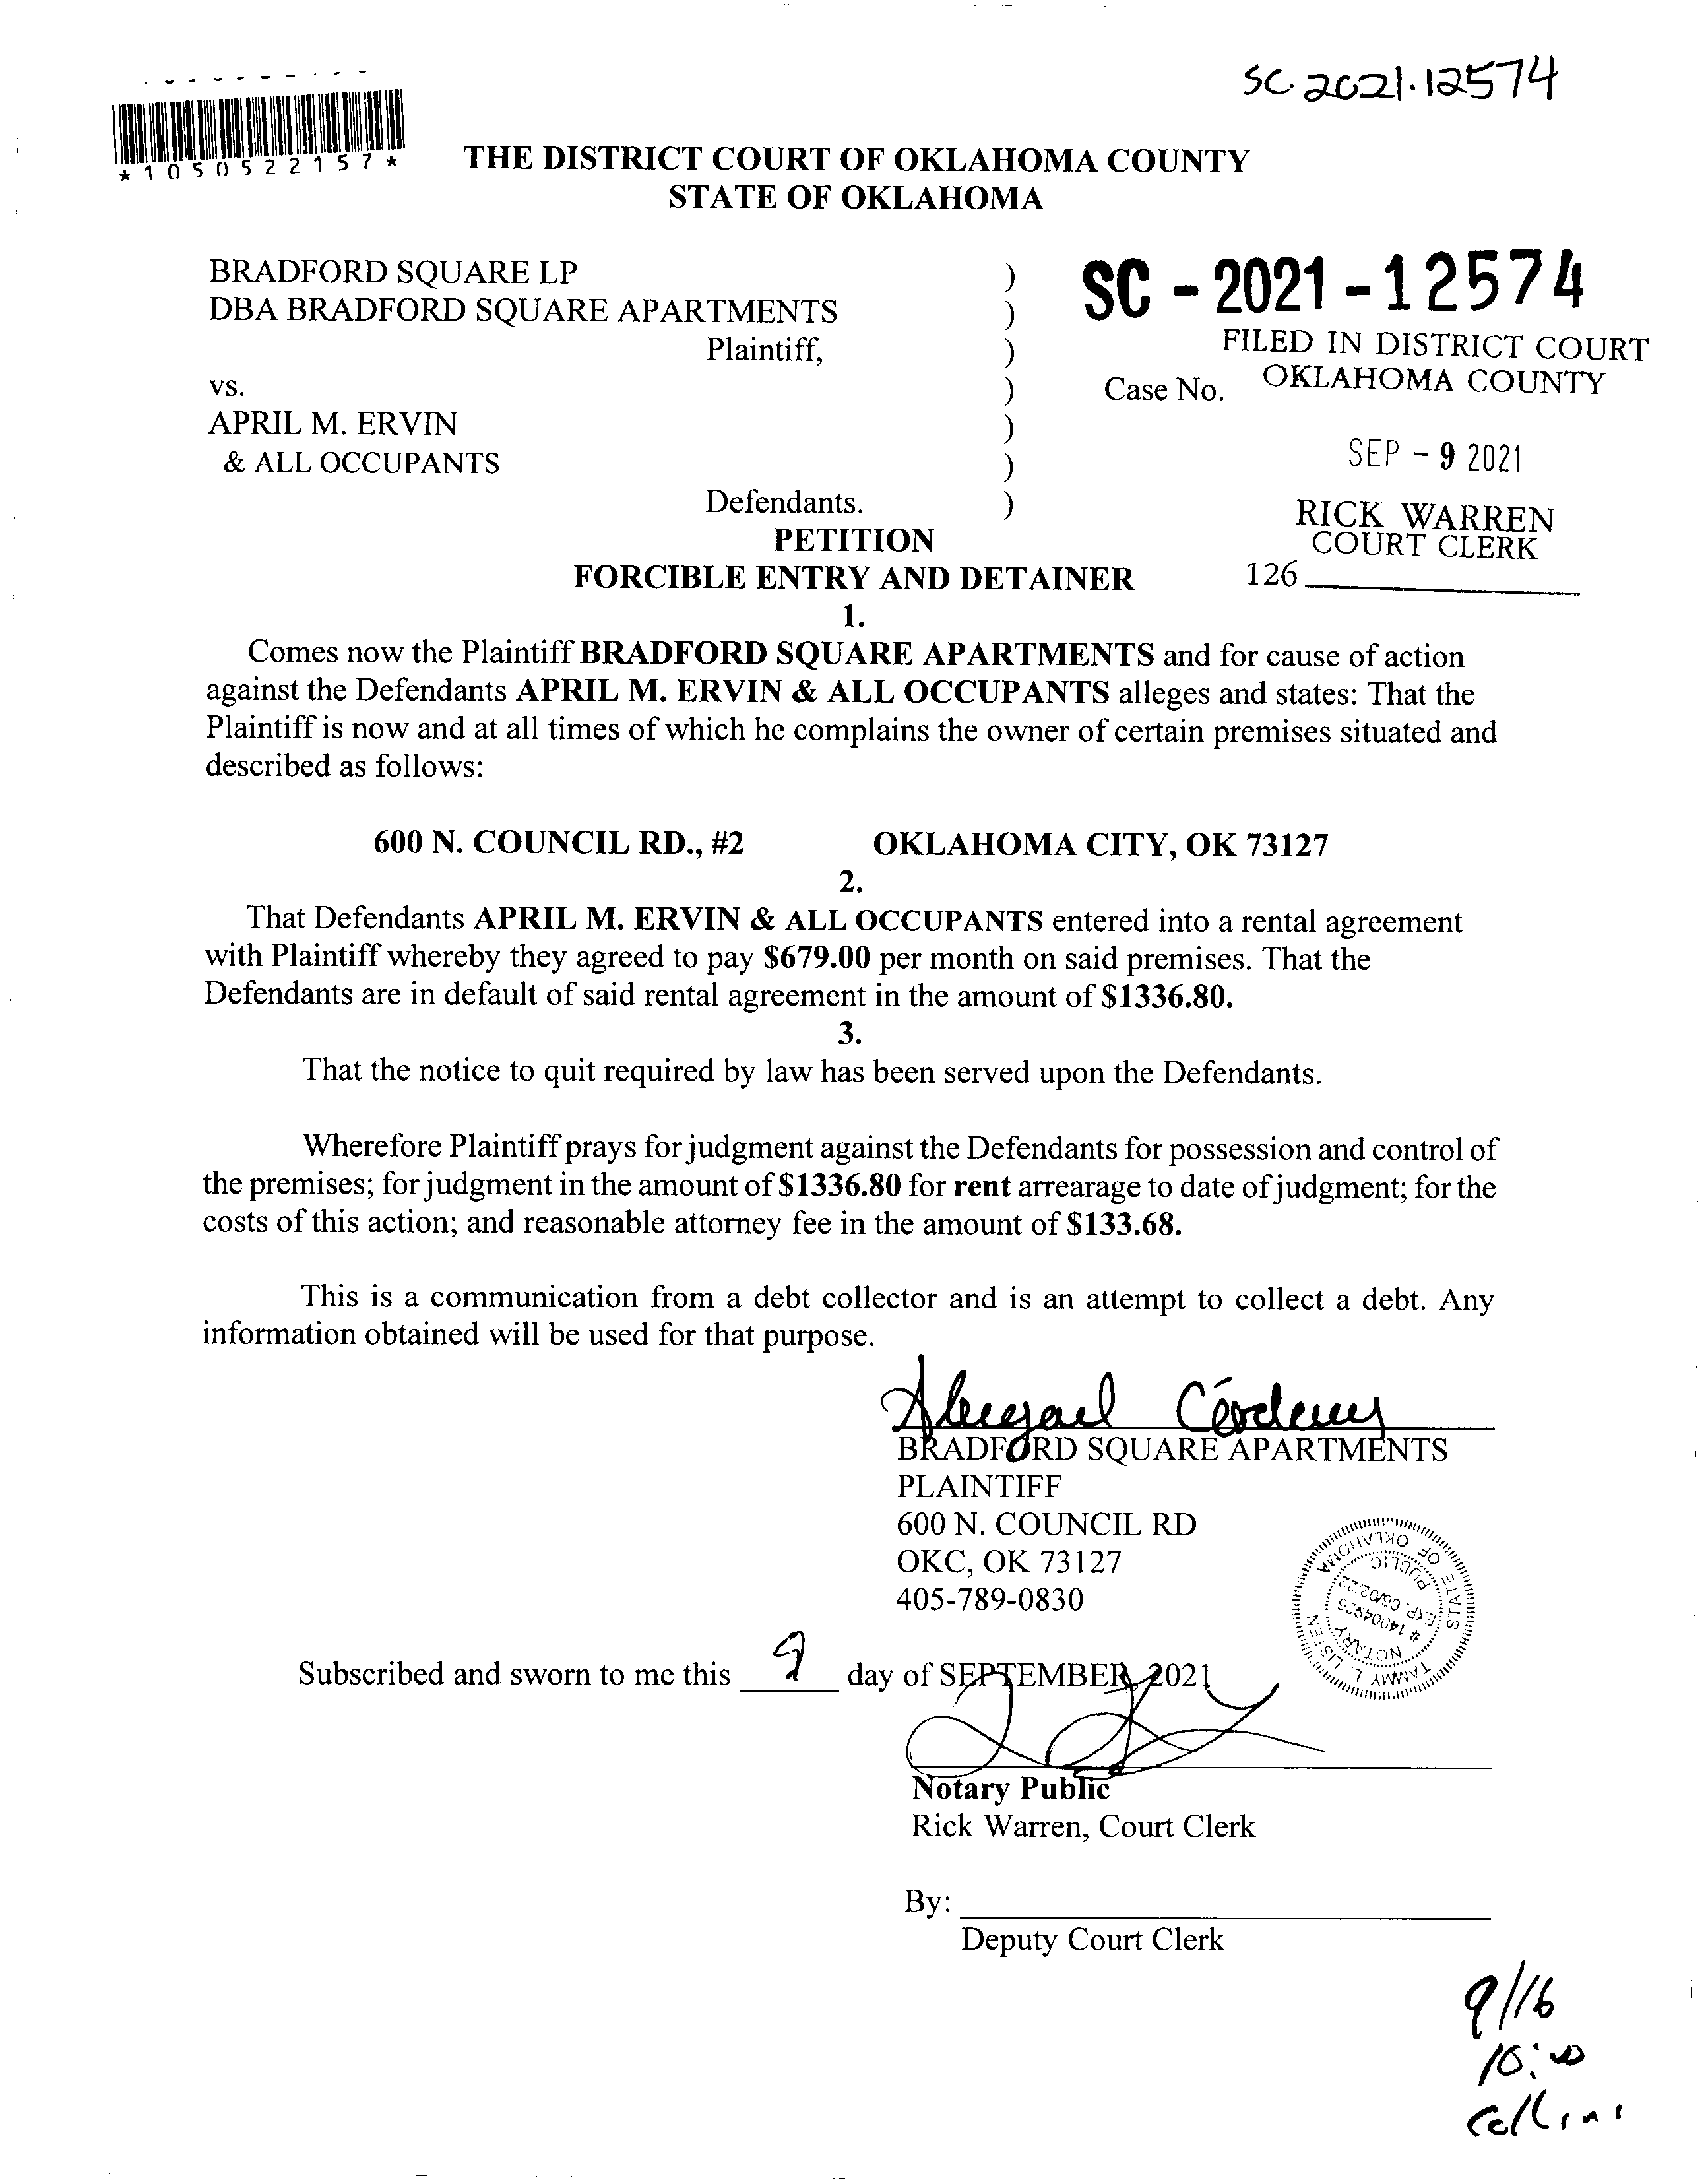 SC-2021-12574
*1050522157*
THE DISTRICT COURT OF OKLAHOMA COUNTY
STATE OF OKLAHOMA
BRADFORD SQUARE LP )
DBA BRADFORD SQUARE APARTMENTS )
Plaintiff, )
vs. )
APRIL M. ERVIN )
& ALL OCCUPANTS )
Defendants. )
SC - 2021 - 12574
FILED IN DISTRICT COURT
Case No. OKLAHOMA COUNTY
SEP - 9 2021
RICK WARREN
COURT CLERK
126
PETITION
FORCIBLE ENTRY AND DETAINER
1.
Comes now the Plaintiff BRADFORD SQUARE APARTMENTS and for cause of action
against the Defendants APRIL M. ERVIN & ALL OCCUPANTS alleges and states: That the
Plaintiff is now and at all times of which he complains the owner of certain premises situated and
described as follows:
600 N. COUNCIL RD., #2 OKLAHOMA CITY, OK 73127
2.
That Defendants APRIL M. ERVIN & ALL OCCUPANTS entered into a rental agreement
with Plaintiff whereby they agreed to pay $679.00 per month on said premises. That the
Defendants are in default of said rental agreement in the amount of $1336.80.
3.
That the notice to quit required by law has been served upon the Defendants.
Wherefore Plaintiff prays for judgment against the Defendants for possession and control of
the premises; for judgment in the amount of $1336.80 for rent arrearage to date of judgment; for the
costs of this action; and reasonable attorney fee in the amount of $133.68.
This is a communication from a debt collector and is an attempt to collect a debt. Any
information obtained will be used for that purpose.
BRADFORD SQUARE APARTMENTS
PLAINTIFF
600 N. COUNCIL RD
OKC, OK 73127
405-789-0830
TAMMY L. LISTEN
STATE OF OKLAHOMA
NOTARY
PUBLIC
Subscribed and sworn to me this 9 day of SEPTEMBER, 2021
Notary Public
Rick Warren, Court Clerk
By:
Deputy Court Clerk
9/16
10:00